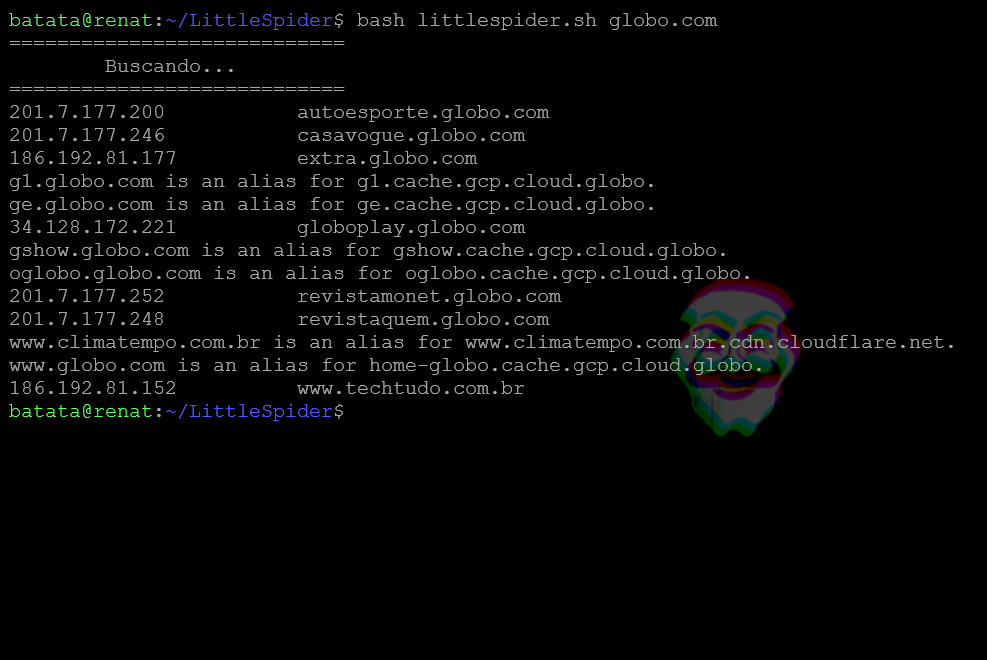 batata@renat:~/LittleSpider$ bash littlespider.sh globo.com
============================
Buscando...
============================
201.7.177.200 autoesporte.globo.com
201.7.177.246 casavogue.globo.com
186.192.81.177 extra.globo.com
g1.globo.com is an alias for g1.cache.gcp.cloud.globo.
ge.globo.com is an alias for ge.cache.gcp.cloud.globo.
34.128.172.221 globoplay.globo.com
gshow.globo.com is an alias for gshow.cache.gcp.cloud.globo.
oglobo.globo.com is an alias for oglobo.cache.gcp.cloud.globo.
201.7.177.252 revistamonet.globo.com
201.7.177.248 revistaquem.globo.com
www.climatempo.com.br is an alias for www.climatempo.com.br.cdn.cloudflare.net.
www.globo.com is an alias for home-globo.cache.gcp.cloud.globo.
186.192.81.152 www.techtudo.com.br
batata@renat:~/LittleSpider$